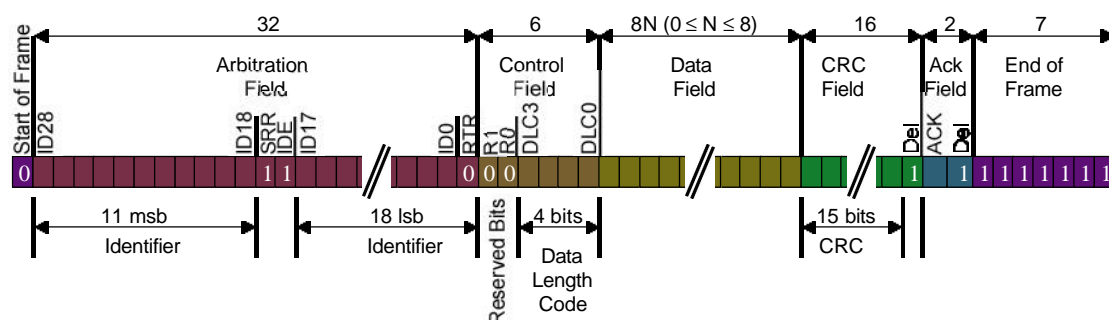 32
6
8N (0 ≤ N ≤ 8)
16
2
7
Start of Frame
Arbitration
Field
Control
Field
Data
Field
CRC
Field
Ack
Field
End of
Frame
ID28
ID18
SRR
IDE
ID17
ID0
RTR
R1
R0
DLC3
DLC0
Del
ACK
Del
0 1 1 0 0 0 1 1 1 1 1 1 1 1 1
11 msb
Identifier
18 lsb
Identifier
Reserved Bits
4 bits
Data
Length
Code
15 bits
CRC